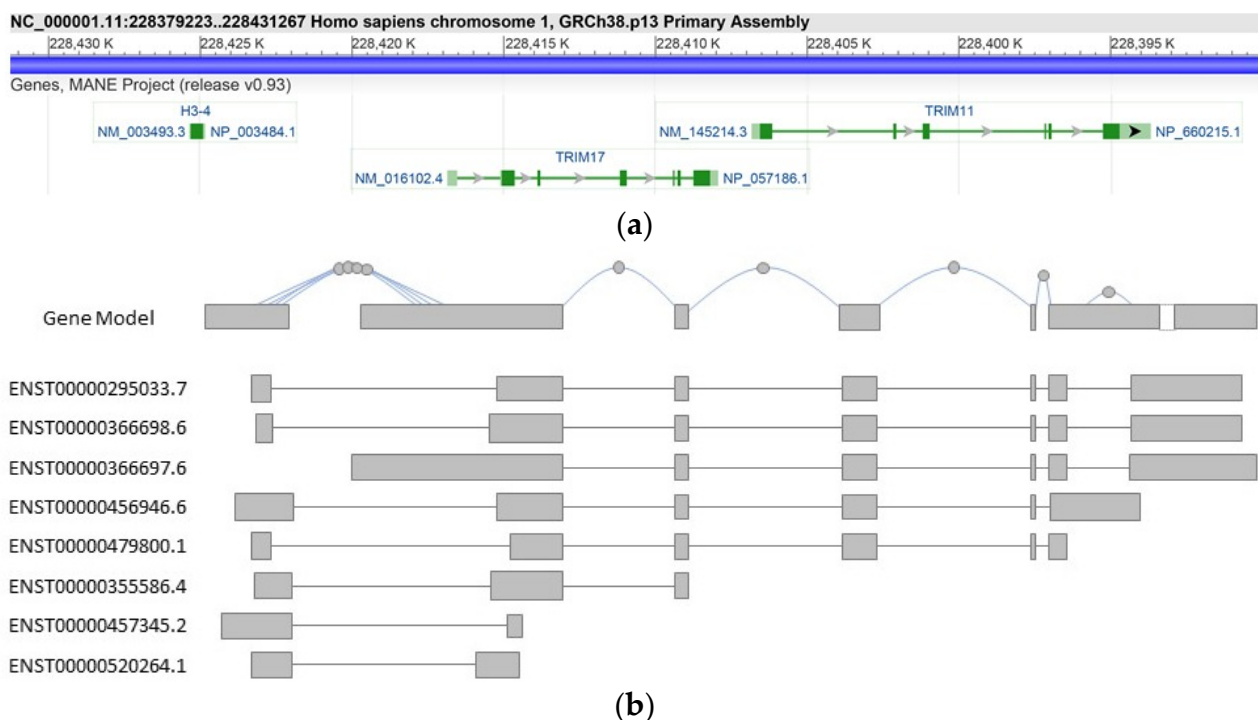 NC_000001.11:228379223..228431267 Homo sapiens chromosome 1, GRCh38.p13 Primary Assembly
228,430 K 228,425 K 228,420 K 228,415 K 228,410 K 228,405 K 228,400 K 228,395 K
Genes, MANE Project (release v0.93)
H3-4 TRIM11
NM_003493.3 NP_003484.1 NM_145214.3 NP_660215.1
TRIM17
NM_016102.4 NP_057186.1
(a)
Gene Model
ENST00000295033.7
ENST00000366698.6
ENST00000366697.6
ENST00000456946.6
ENST00000479800.1
ENST00000355586.4
ENST00000457345.2
ENST00000520264.1
(b)